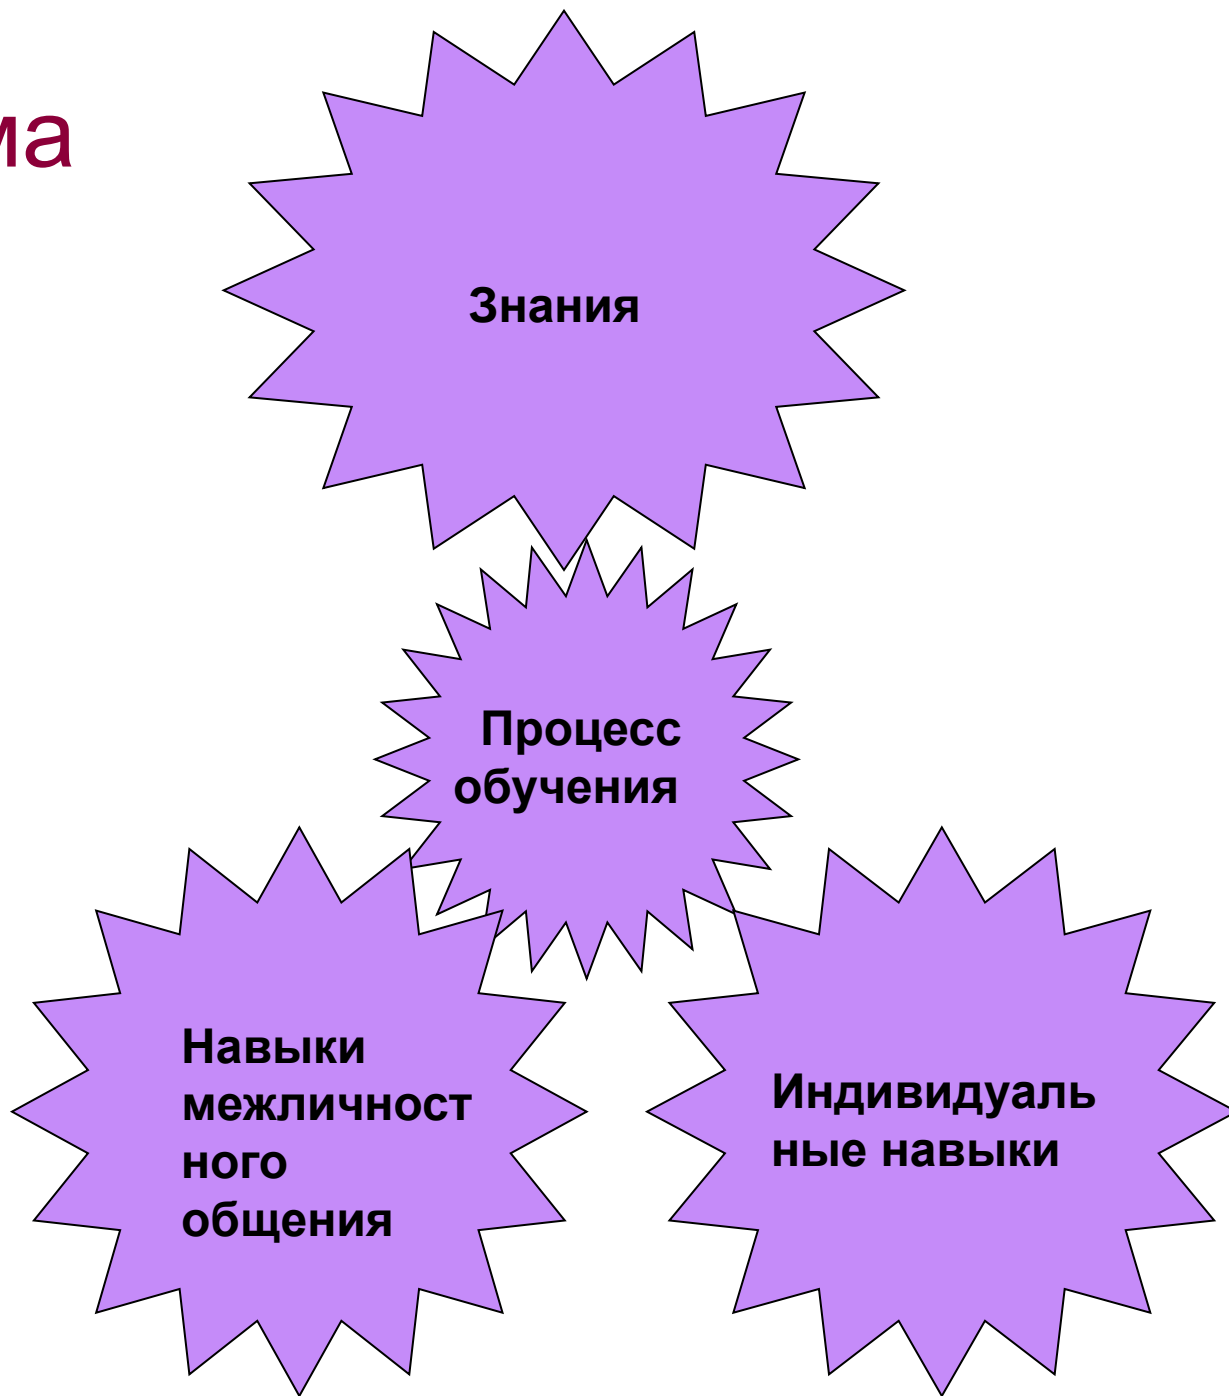 ма
Знания
Процесс
обучения
Навыки
межличност
ного
общения
Индивидуаль
ные навыки